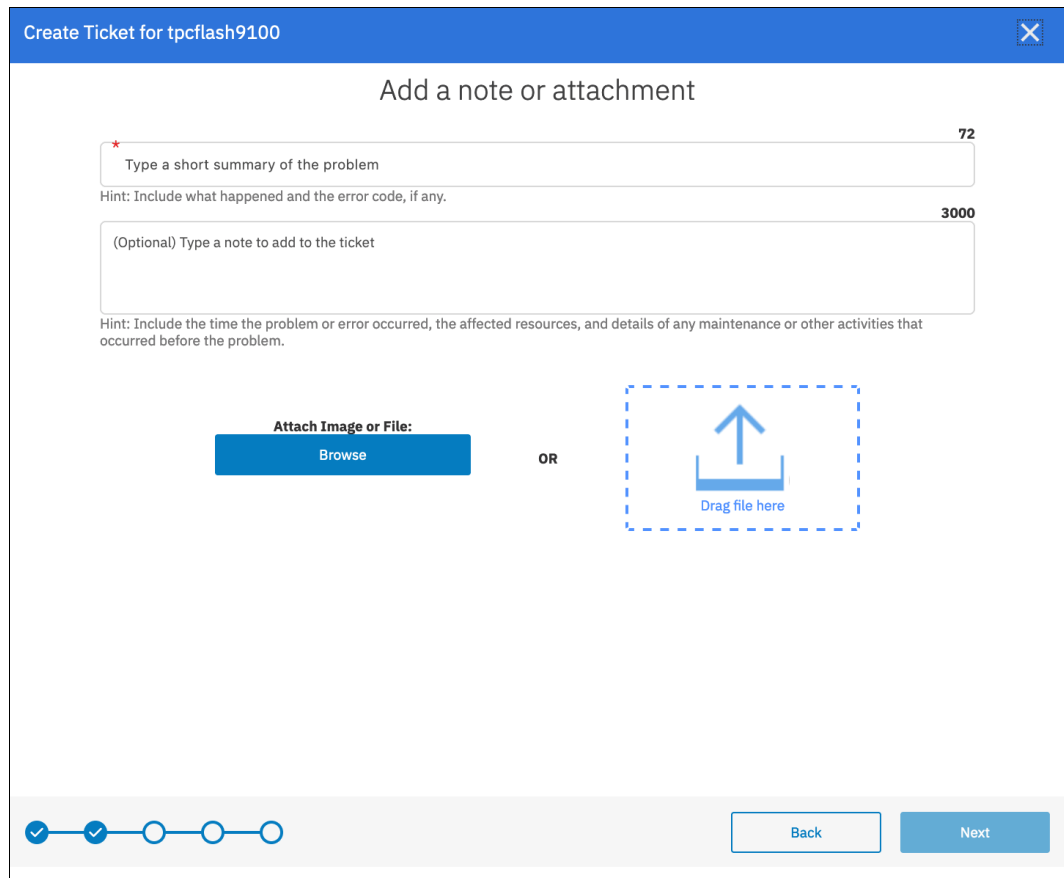 Create Ticket for tpcflash9100
Add a note or attachment
72
*
Type a short summary of the problem
Hint: Include what happened and the error code, if any.
3000
(Optional) Type a note to add to the ticket
Hint: Include the time the problem or error occurred, the affected resources, and details of any maintenance or other activities that
occurred before the problem.
Attach Image or File:
Browse
OR
Drag file here
Back
Next